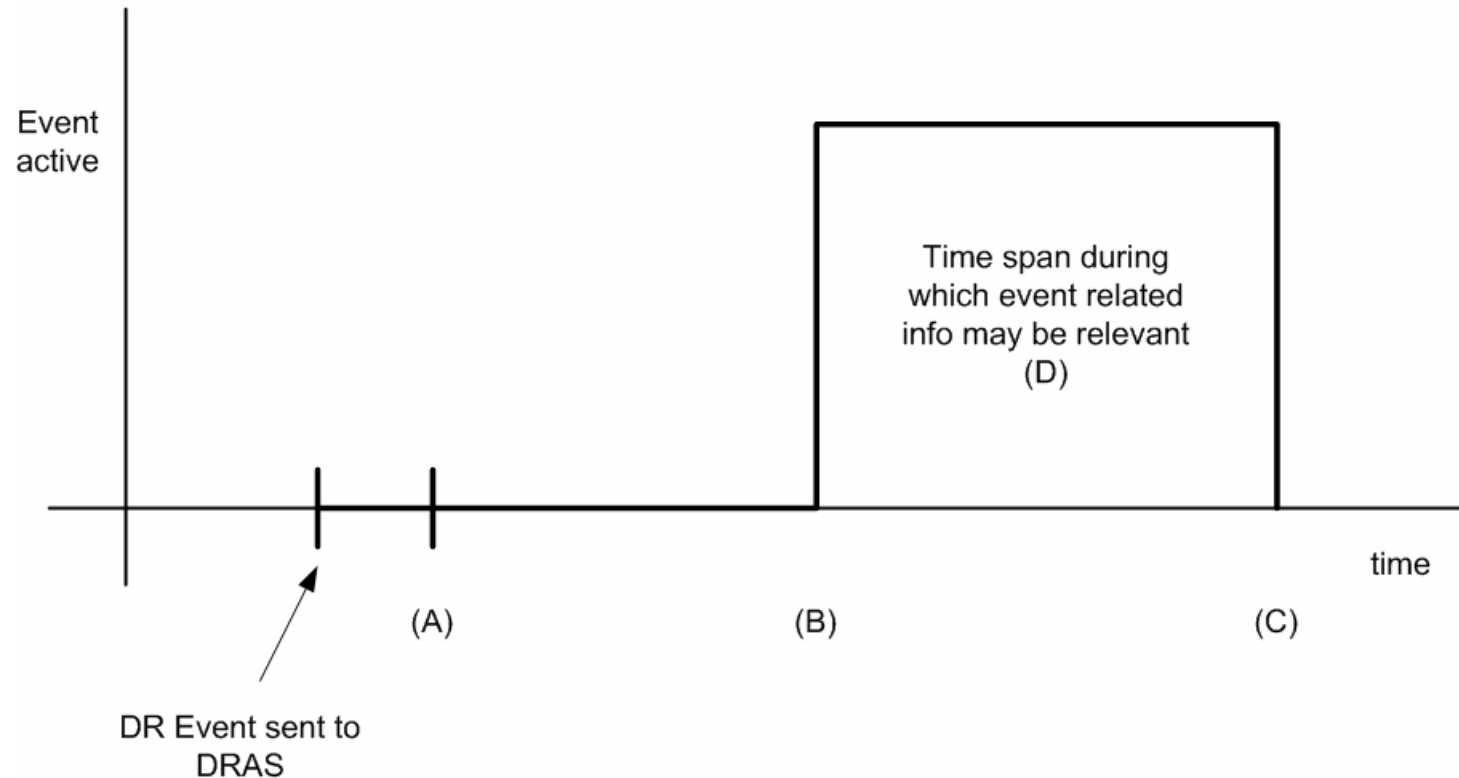 Event
active
Time span during
which event related
info may be relevant
(D)
time
(A)
(B)
(C)
DR Event sent to
DRAS